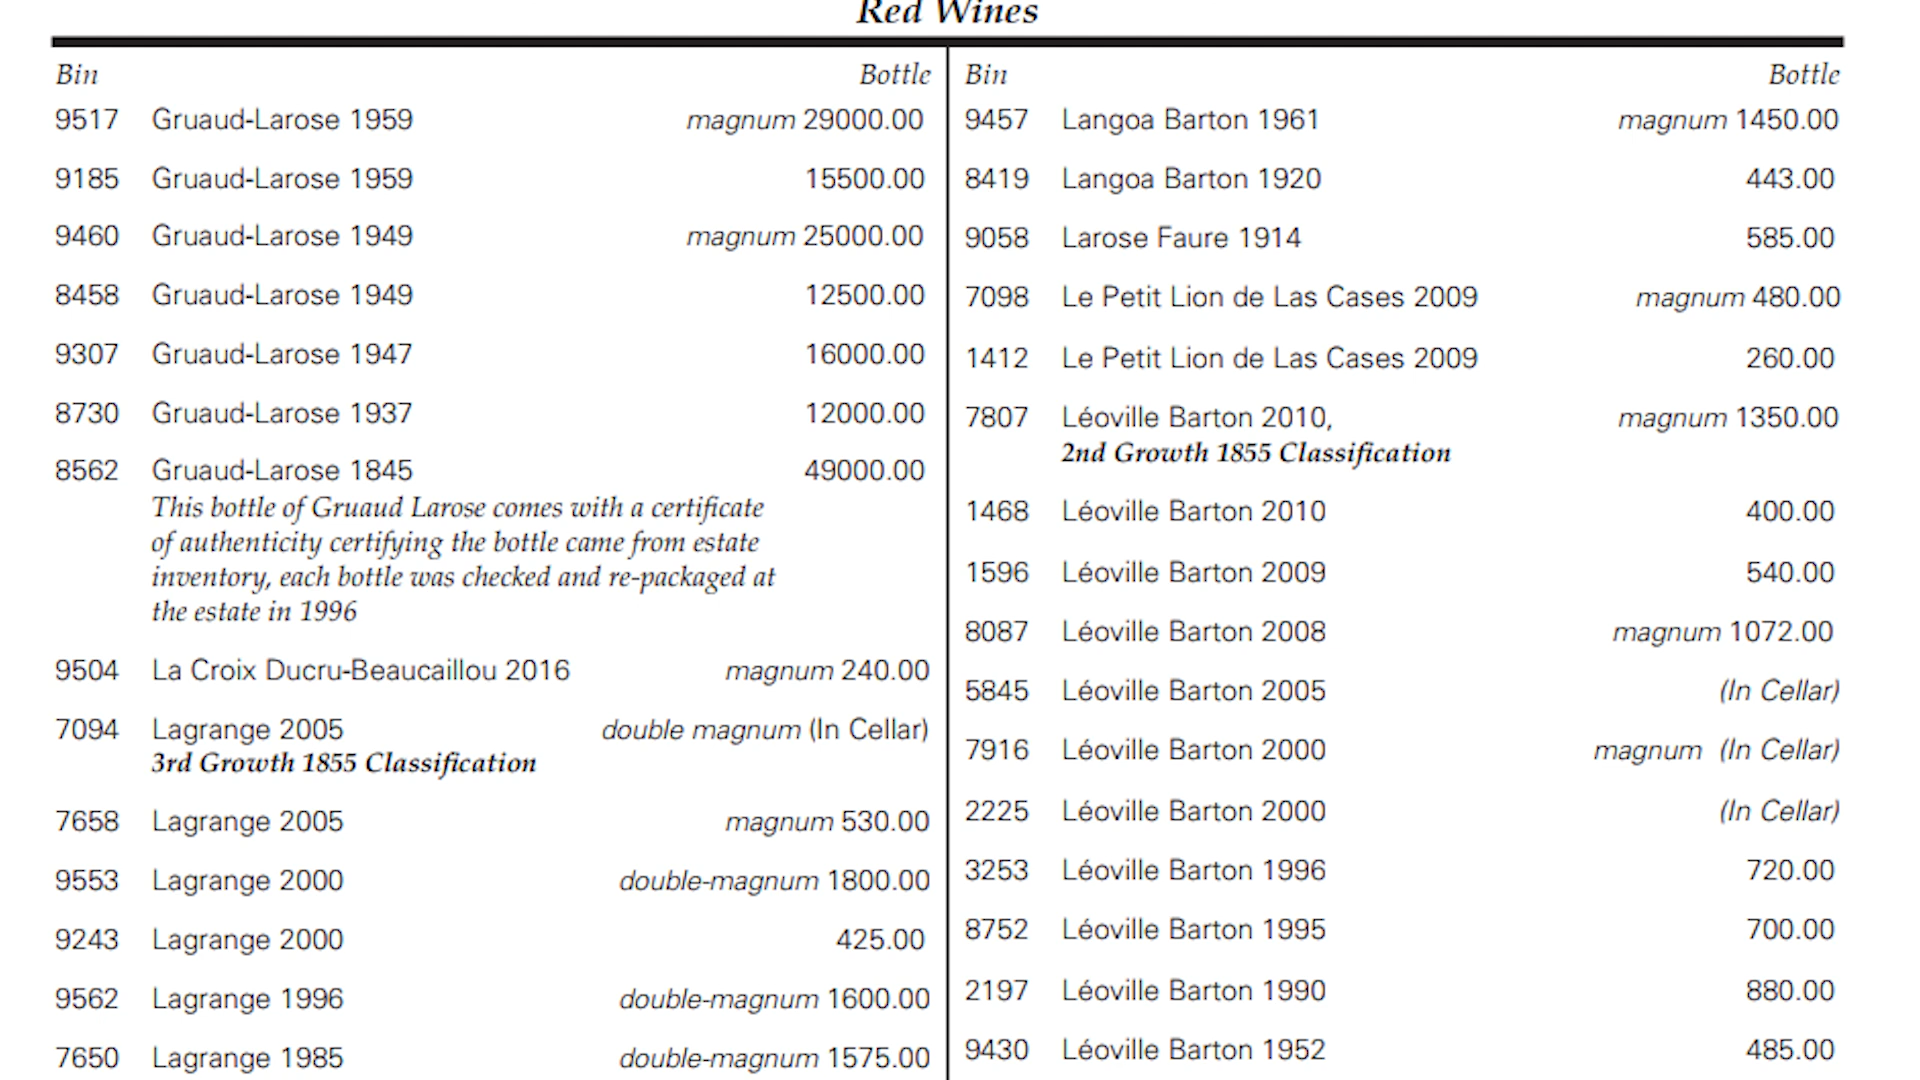 Red Wines
Bin Bottle
9517 Gruaud-Larose 1959 magnum 29000.00
9185 Gruaud-Larose 1959 15500.00
9460 Gruaud-Larose 1949 magnum 25000.00
8458 Gruaud-Larose 1949 12500.00
9307 Gruaud-Larose 1947 16000.00
8730 Gruaud-Larose 1937 12000.00
8562 Gruaud-Larose 1845 49000.00
This bottle of Gruaud Larose comes with a certificate
of authenticity certifying the bottle came from estate
inventory, each bottle was checked and re-packaged at
the estate in 1996
9504 La Croix Ducru-Beaucaillou 2016 magnum 240.00
7094 Lagrange 2005 double magnum (In Cellar)
3rd Growth 1855 Classification
7658 Lagrange 2005 magnum 530.00
9553 Lagrange 2000 double-magnum 1800.00
9243 Lagrange 2000 425.00
9562 Lagrange 1996 double-magnum 1600.00
7650 Lagrange 1985 double-magnum 1575.00
Bin Bottle
9457 Langoa Barton 1961 magnum 1450.00
8419 Langoa Barton 1920 443.00
9058 Larose Faure 1914 585.00
7098 Le Petit Lion de Las Cases 2009 magnum 480.00
1412 Le Petit Lion de Las Cases 2009 260.00
7807 Léoville Barton 2010, magnum 1350.00
2nd Growth 1855 Classification
1468 Léoville Barton 2010 400.00
1596 Léoville Barton 2009 540.00
8087 Léoville Barton 2008 magnum 1072.00
5845 Léoville Barton 2005 (In Cellar)
7916 Léoville Barton 2000 magnum (In Cellar)
2225 Léoville Barton 2000 (In Cellar)
3253 Léoville Barton 1996 720.00
8752 Léoville Barton 1995 700.00
2197 Léoville Barton 1990 880.00
9430 Léoville Barton 1952 485.00